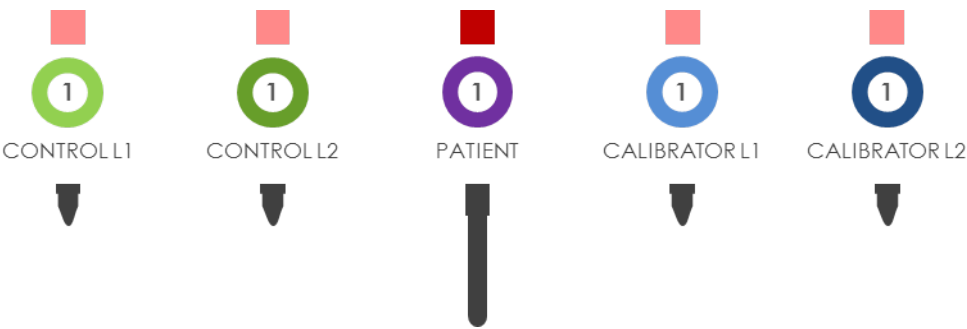 1 1 1 1 1
CONTROL L1 CONTROL L2 PATIENT CALIBRATOR L1 CALIBRATOR L2